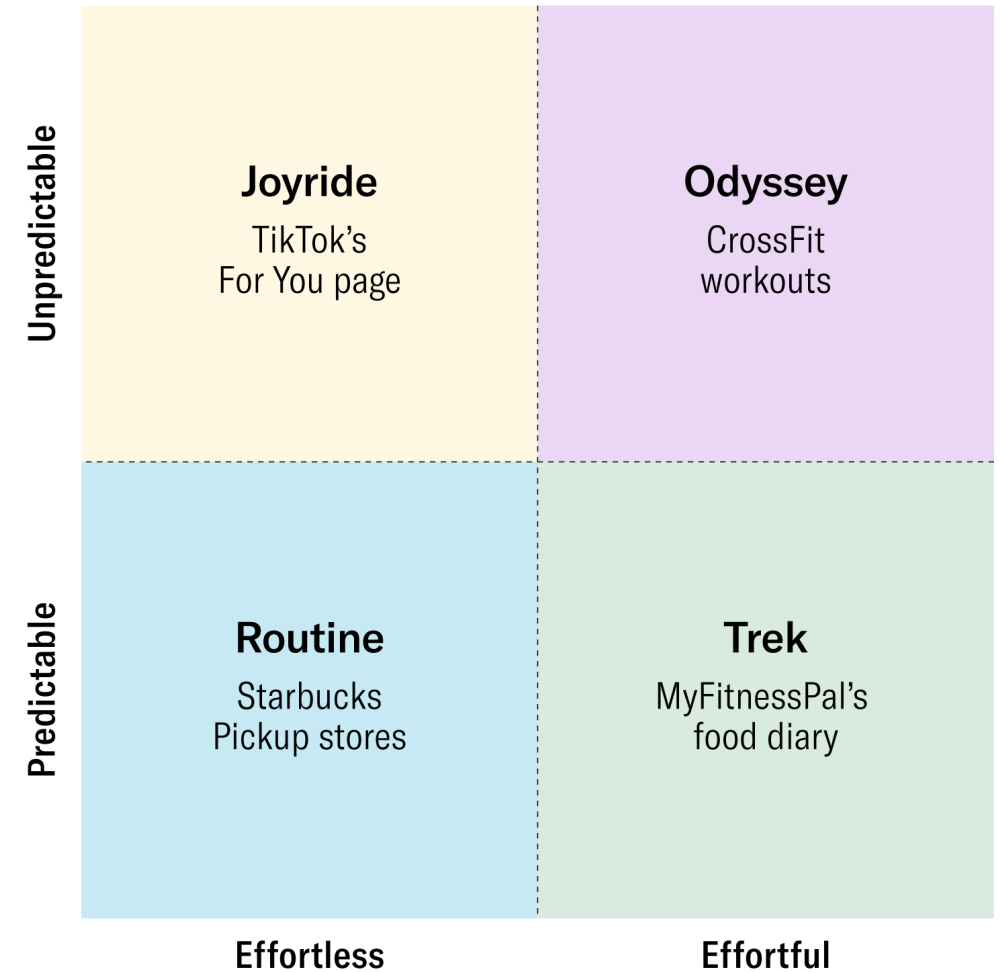 Unpredictable
Joyride
TikTok’s
For You page
Odyssey
CrossFit
workouts
Predictable
Routine
Starbucks
Pickup stores
Trek
MyFitnessPal’s
food diary
Effortless
Effortful